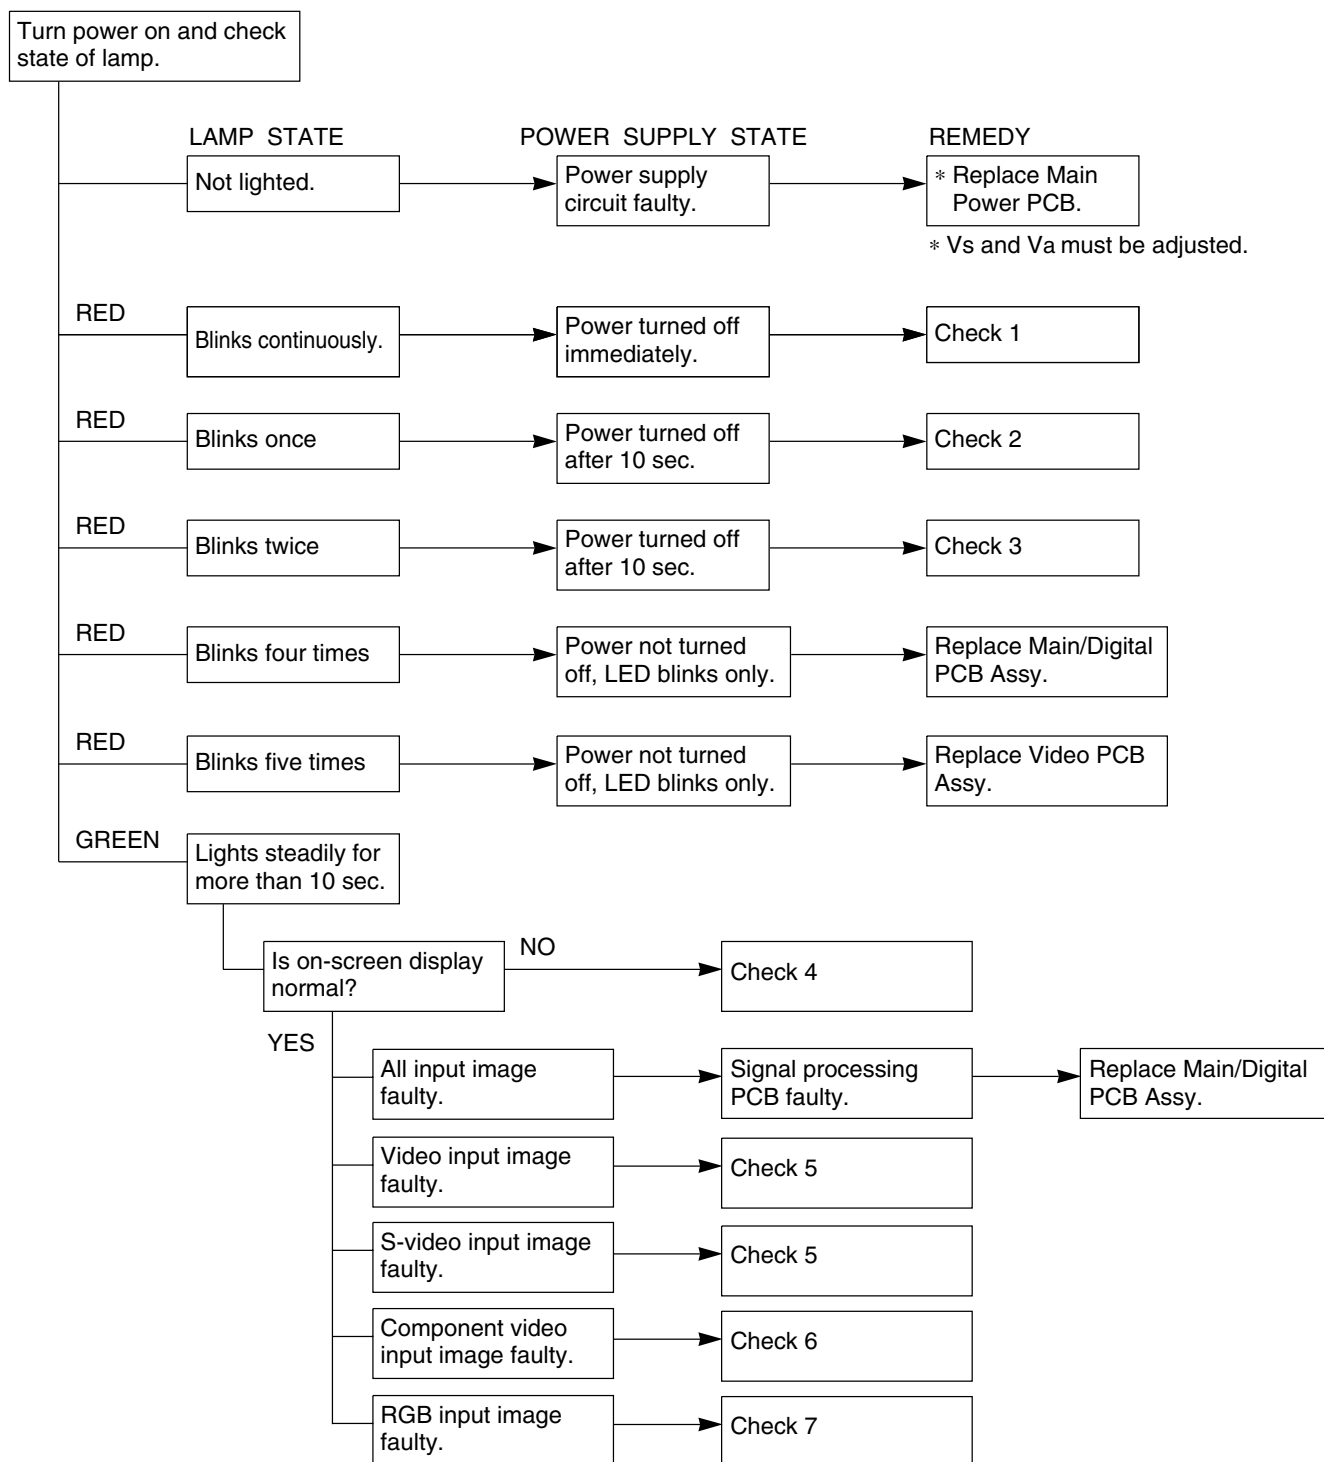 Turn power on and check
state of lamp.
LAMP STATE
POWER SUPPLY STATE
REMEDY
Not lighted.
Power supply
circuit faulty.
* Replace Main
Power PCB.
* Vs and Va must be adjusted.
RED
Blinks continuously.
Power turned off
immediately.
Check 1
RED
Blinks once
Power turned off
after 10 sec.
Check 2
RED
Blinks twice
Power turned off
after 10 sec.
Check 3
RED
Blinks four times
Power not turned
off, LED blinks only.
Replace Main/Digital
PCB Assy.
RED
Blinks five times
Power not turned
off, LED blinks only.
Replace Video PCB
Assy.
GREEN
Lights steadily for
more than 10 sec.
Is on-screen display
normal?
NO
Check 4
YES
All input image
faulty.
Signal processing
PCB faulty.
Replace Main/Digital
PCB Assy.
Video input image
faulty.
Check 5
S-video input image
faulty.
Check 5
Component video
input image faulty.
Check 6
RGB input image
faulty.
Check 7